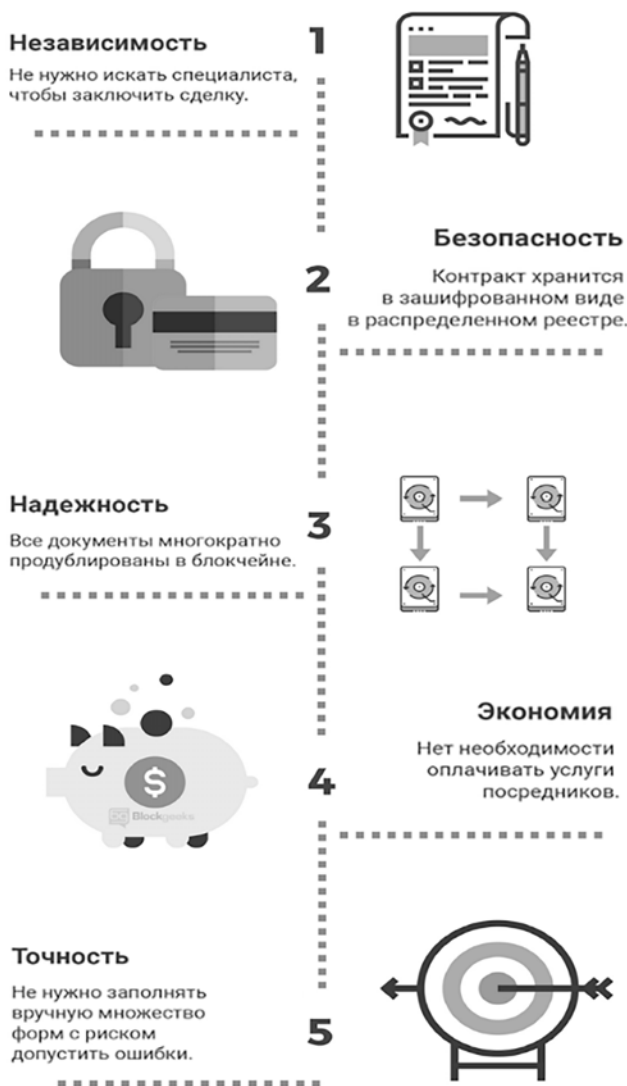 Независимость
1
Не нужно искать специалиста,
чтобы заключить сделку.
Безопасность
2
Контракт хранится
в зашифрованном виде
в распределенном реестре.
Надежность
3
Все документы многократно
продублированы в блокчейне.
Экономия
Нет необходимости
оплачивать услуги
посредников.
4
$
Blockgeeks
Точность
Не нужно заполнять
вручную множество
форм с риском
допустить ошибки.
5